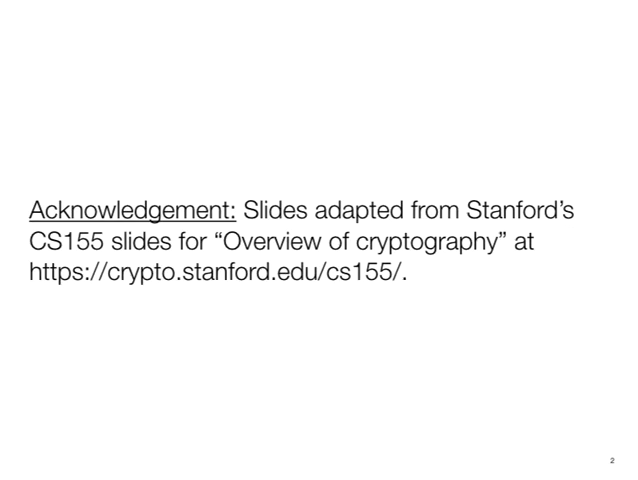 Acknowledgement: Slides adapted from Stanford’s
CS155 slides for “Overview of cryptography” at
https://crypto.stanford.edu/cs155/.
2